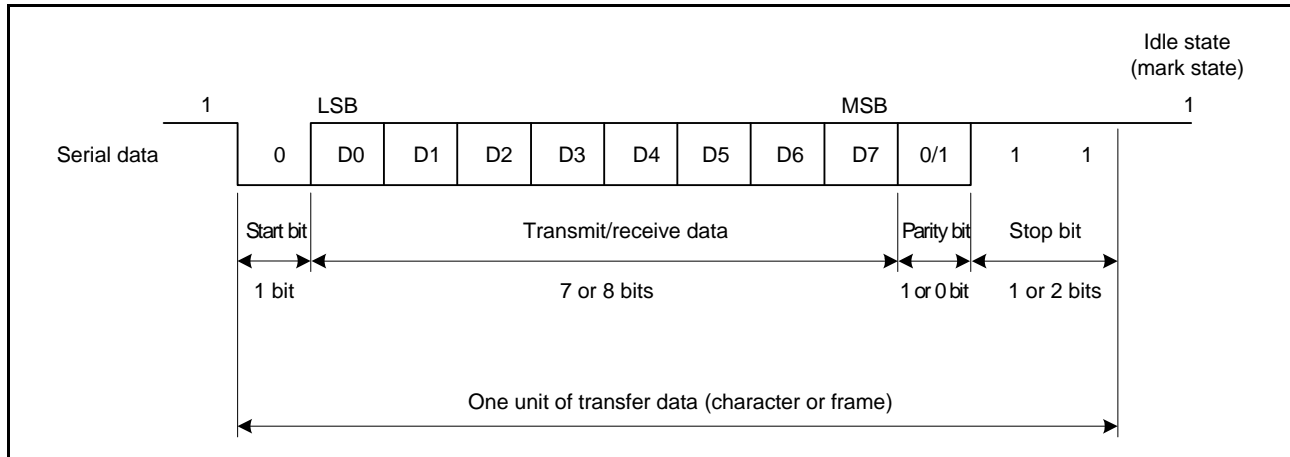 Idle state
(mark state)
1 LSB MSB 1
Serial data 0 D0 D1 D2 D3 D4 D5 D6 D7 0/1 1 1
Start bit Transmit/receive data Parity bit Stop bit
1 bit 7 or 8 bits 1 or 0 bit 1 or 2 bits
One unit of transfer data (character or frame)